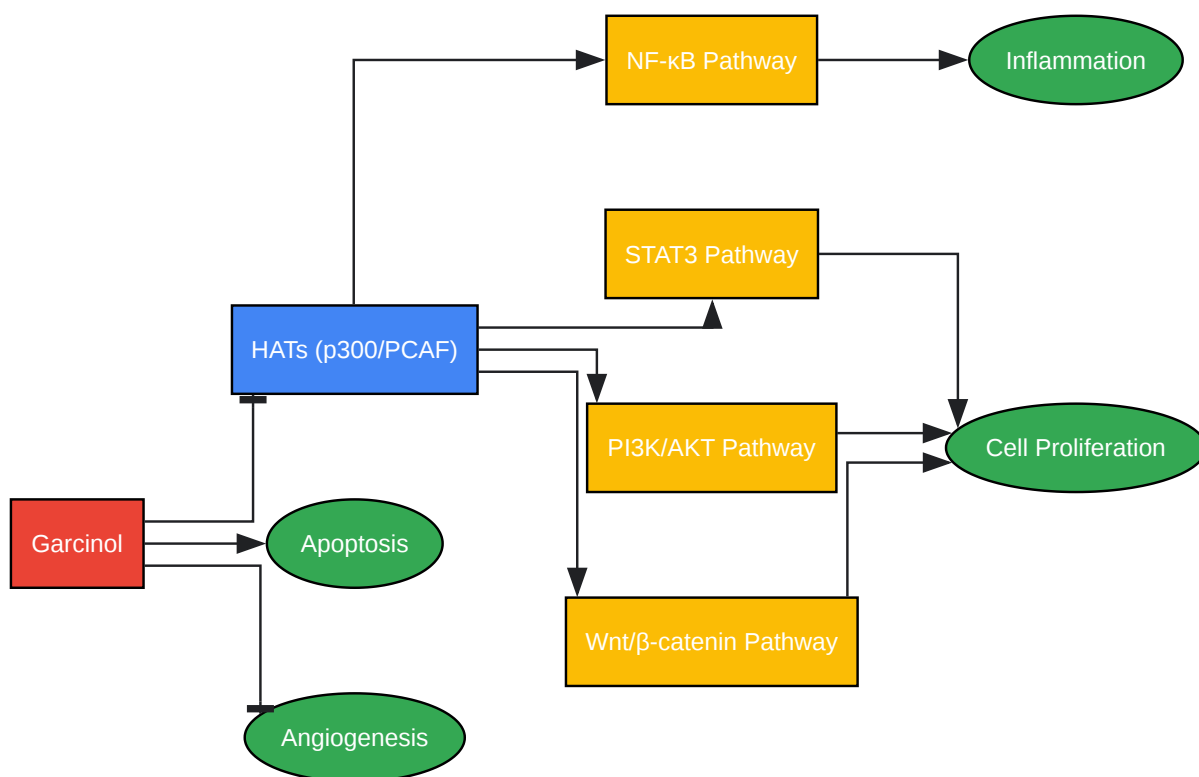 NF-κB Pathway
Inflammation
STAT3 Pathway
HATs (p300/PCAF)
PI3K/AKT Pathway
Cell Proliferation
Garcinol
Apoptosis
Wnt/β-catenin Pathway
Angiogenesis